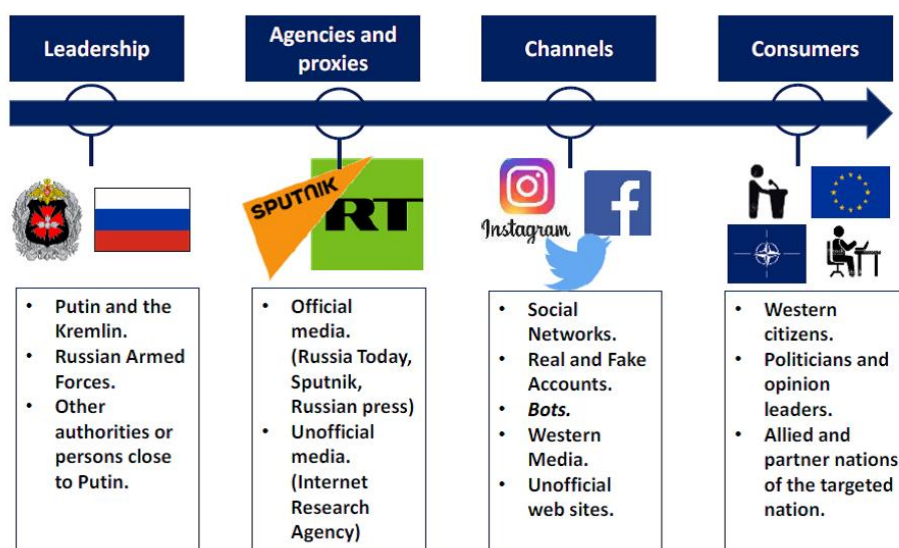 Leadership
Agencies and
proxies
Channels
Consumers
SPUTNIK
RT
Instagram
f
• Putin and the
Kremlin.
• Russian Armed
Forces.
• Other
authorities or
persons close
to Putin.
• Official
media.
(Russia Today,
Sputnik,
Russian press)
• Unofficial
media.
(Internet
Research
Agency)
• Social
Networks.
• Real and Fake
Accounts.
• Bots.
• Western
Media.
• Unofficial
web sites.
• Western
citizens.
• Politicians and
opinion
leaders.
• Allied and
partner nations
of the targeted
nation.